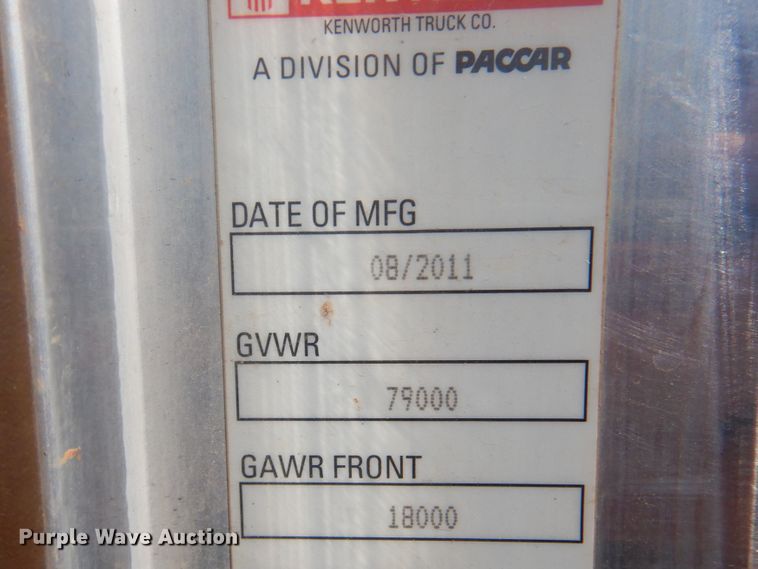 KENWORTH TRUCK CO.
A DIVISION OF PACCAR
DATE OF MFG
08/2011
GVWR
79000
GAWR FRONT
18000
Purple Wave Auction